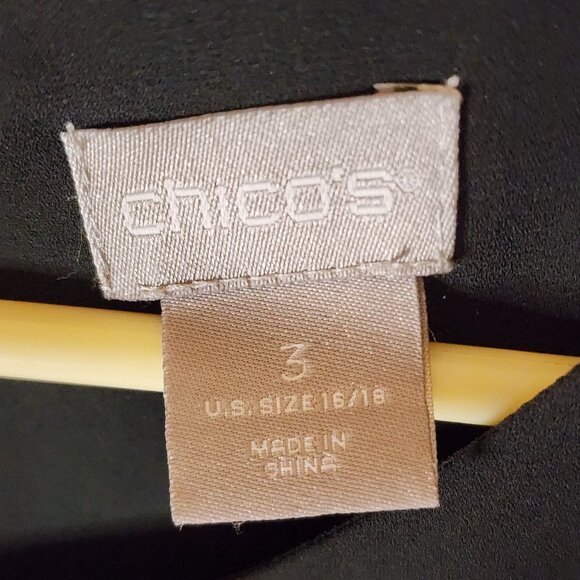 chico's®
3
U.S. SIZE 16/18
MADE IN
CHINA